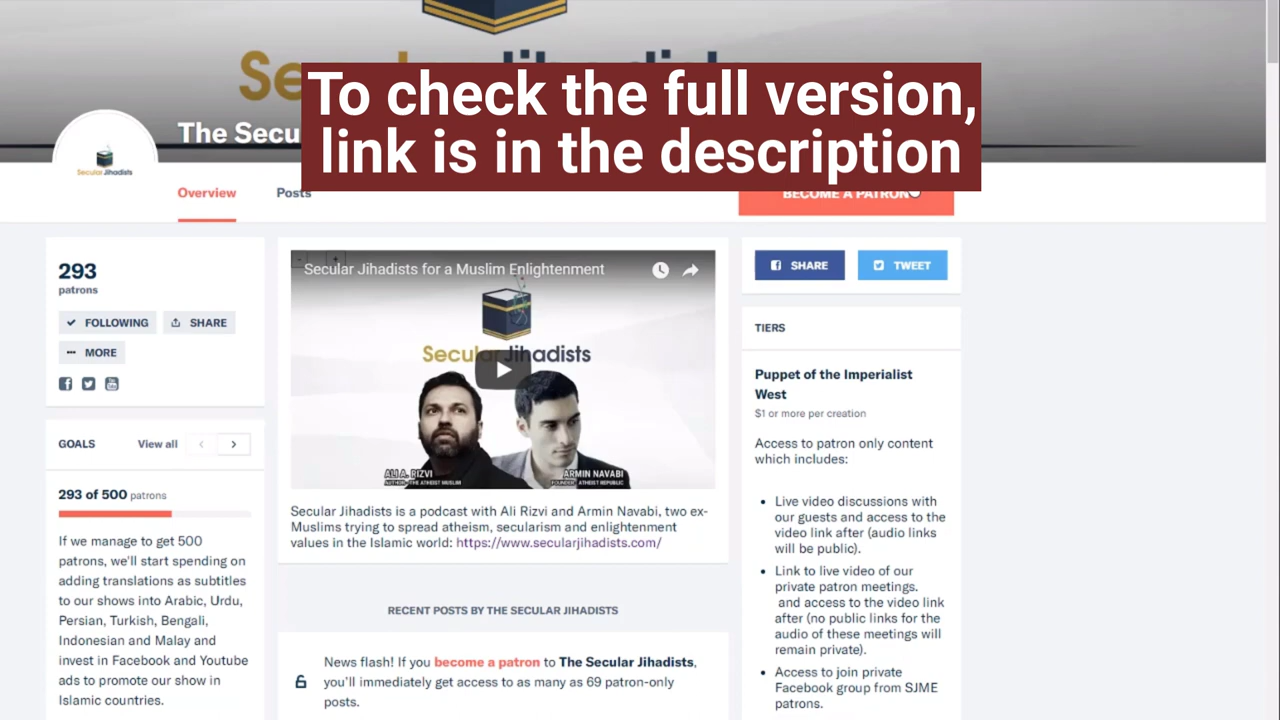 To check the full version,
link is in the description
The Secu
Secular Jihadists
Overview
Posts
BECOME A PATRON
293
patrons
FOLLOWING
SHARE
MORE
GOALS
View all
293 of 500 patrons
If we manage to get 500
patrons, we'll start spending on
adding translations as subtitles
to our shows into Arabic, Urdu,
Persian, Turkish, Bengali,
Indonesian and Malay and
invest in Facebook and Youtube
ads to promote our show in
Islamic countries.
Secular Jihadists for a Muslim Enlightenment
Secular Jihadists
ALI A. RIZVI
AUTHOR - THE ATHEIST MUSLIM
ARMIN NAVABI
FOUNDER - ATHEIST REPUBLIC
Secular Jihadists is a podcast with Ali Rizvi and Armin Navabi, two ex-
Muslims trying to spread atheism, secularism and enlightenment
values in the Islamic world: https://www.secularjihadists.com/
RECENT POSTS BY THE SECULAR JIHADISTS
News flash! If you become a patron to The Secular Jihadists,
you'll immediately get access to as many as 69 patron-only
posts.
SHARE
TWEET
TIERS
Puppet of the Imperialist
West
$1 or more per creation
Access to patron only content
which includes:
Live video discussions with
our guests and access to the
video link after (audio links
will be public).
Link to live video of our
private patron meetings.
and access to the video link
after (no public links for the
audio of these meetings will
remain private).
Access to join private
Facebook group from SJME
patrons.